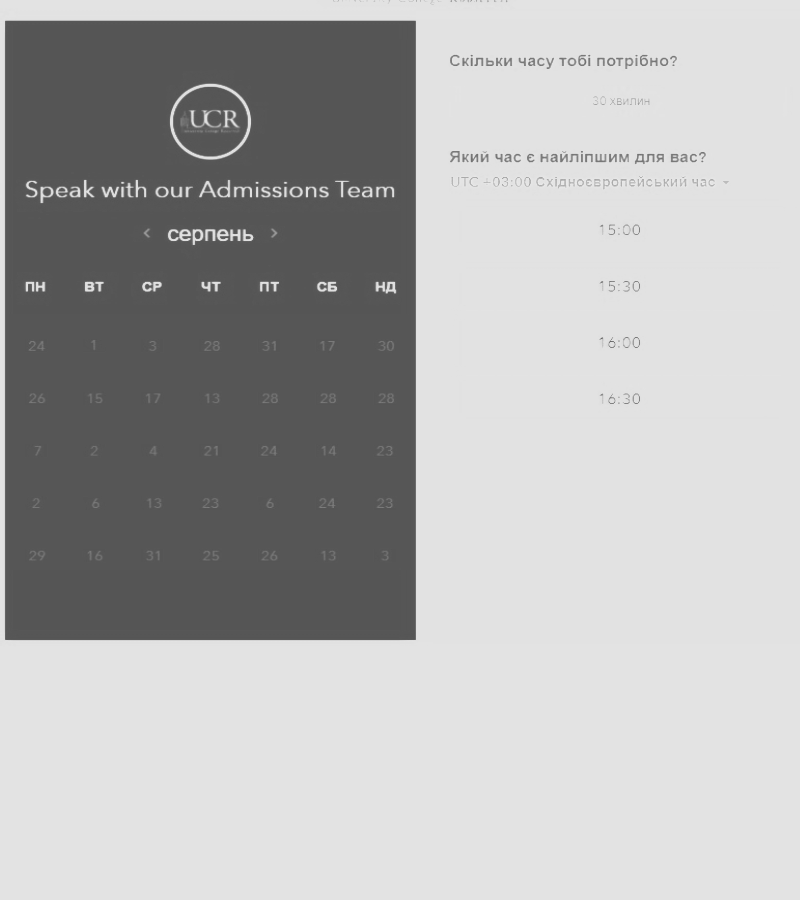 UCR
Speak with our Admissions Team
серпень
ПН ВТ СР ЧТ ПТ СБ НД
24 1 3 28 31 17 30
26 15 17 13 28 28 28
7 2 4 21 24 14 23
2 6 13 23 6 24 23
29 16 31 25 26 13 3
Скільки часу тобі потрібно?
30 хвилин
Який час є найліпшим для вас?
UTC +03:00 Східноєвропейський час
15:00
15:30
16:00
16:30